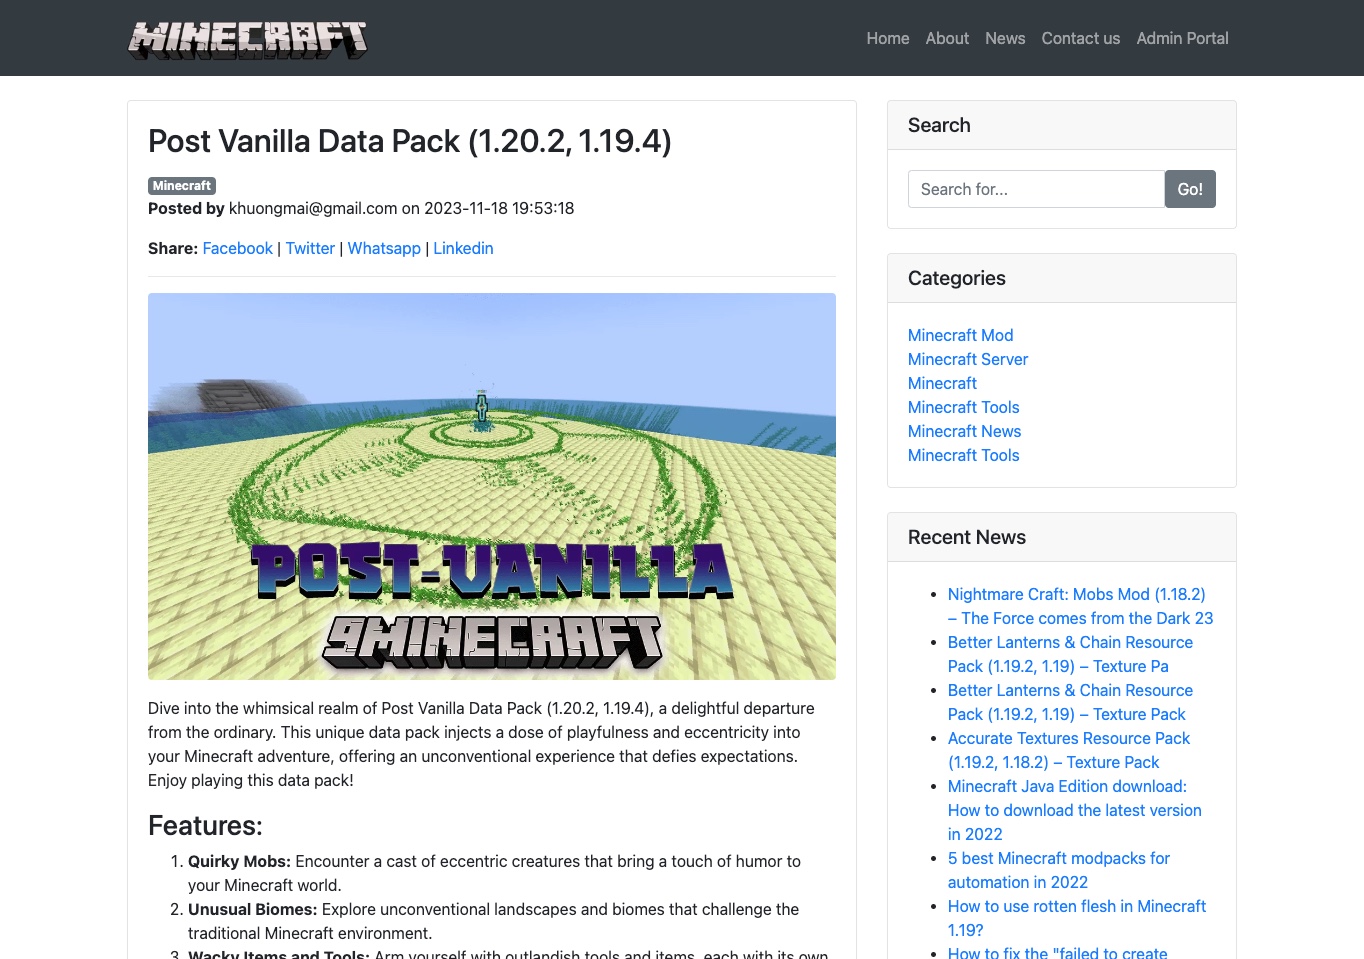 MINECRAFT
Home About News Contact us Admin Portal
Post Vanilla Data Pack (1.20.2, 1.19.4)
Minecraft
Posted by khuongmai@gmail.com on 2023-11-18 19:53:18
Share: Facebook | Twitter | Whatsapp | Linkedin
POST-VANILLA
9MINECRAFT
Dive into the whimsical realm of Post Vanilla Data Pack (1.20.2, 1.19.4), a delightful departure
from the ordinary. This unique data pack injects a dose of playfulness and eccentricity into
your Minecraft adventure, offering an unconventional experience that defies expectations.
Enjoy playing this data pack!
Features:
1. Quirky Mobs: Encounter a cast of eccentric creatures that bring a touch of humor to
your Minecraft world.
2. Unusual Biomes: Explore unconventional landscapes and biomes that challenge the
traditional Minecraft environment.
3. Wacky Items and Tools: Arm yourself with outlandish tools and items, each with its own
Search
Search for...
Go!
Categories
Minecraft Mod
Minecraft Server
Minecraft
Minecraft Tools
Minecraft News
Minecraft Tools
Recent News
Nightmare Craft: Mobs Mod (1.18.2)
– The Force comes from the Dark 23
Better Lanterns & Chain Resource
Pack (1.19.2, 1.19) – Texture Pa
Better Lanterns & Chain Resource
Pack (1.19.2, 1.19) – Texture Pack
Accurate Textures Resource Pack
(1.19.2, 1.18.2) – Texture Pack
Minecraft Java Edition download:
How to download the latest version
in 2022
5 best Minecraft modpacks for
automation in 2022
How to use rotten flesh in Minecraft
1.19?
How to fix the "failed to create